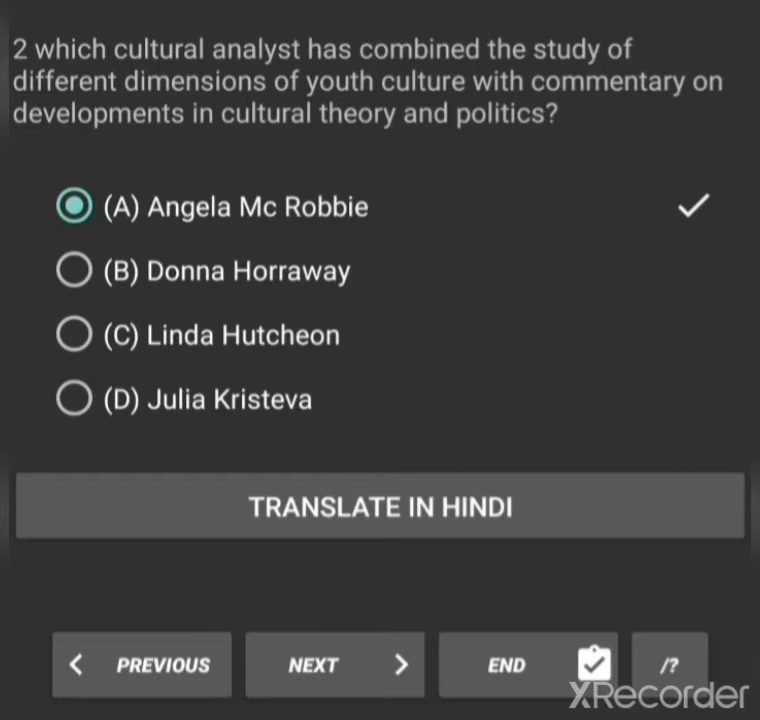 2 which cultural analyst has combined the study of
different dimensions of youth culture with commentary on
developments in cultural theory and politics?
(A) Angela Mc Robbie
(B) Donna Horraway
(C) Linda Hutcheon
(D) Julia Kristeva
TRANSLATE IN HINDI
PREVIOUS NEXT END /?
XRecorder